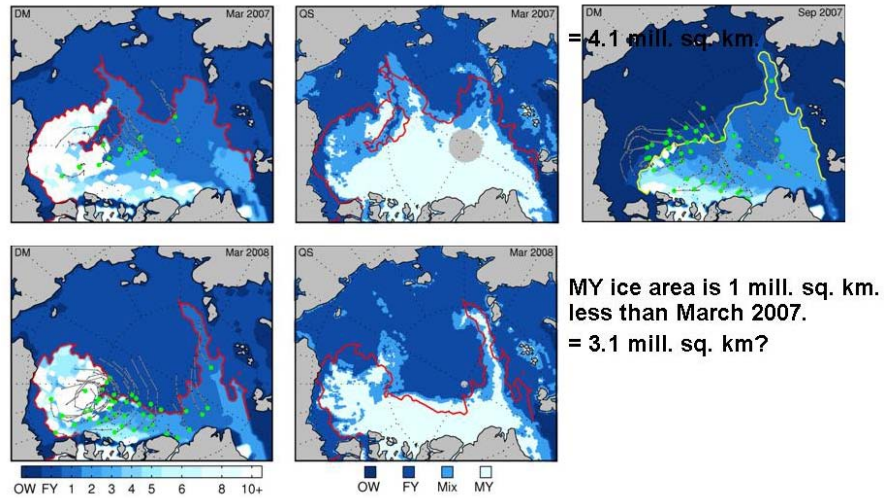 DM Mar 2007
QS Mar 2007
DM Sep 2007
= 4.1 mill. sq. km.
DM Mar 2008
QS Mar 2008
MY ice area is 1 mill. sq. km.
less than March 2007.
= 3.1 mill. sq. km?
OW FY 1 2 3 4 5 6 8 10+
OW FY Mix MY